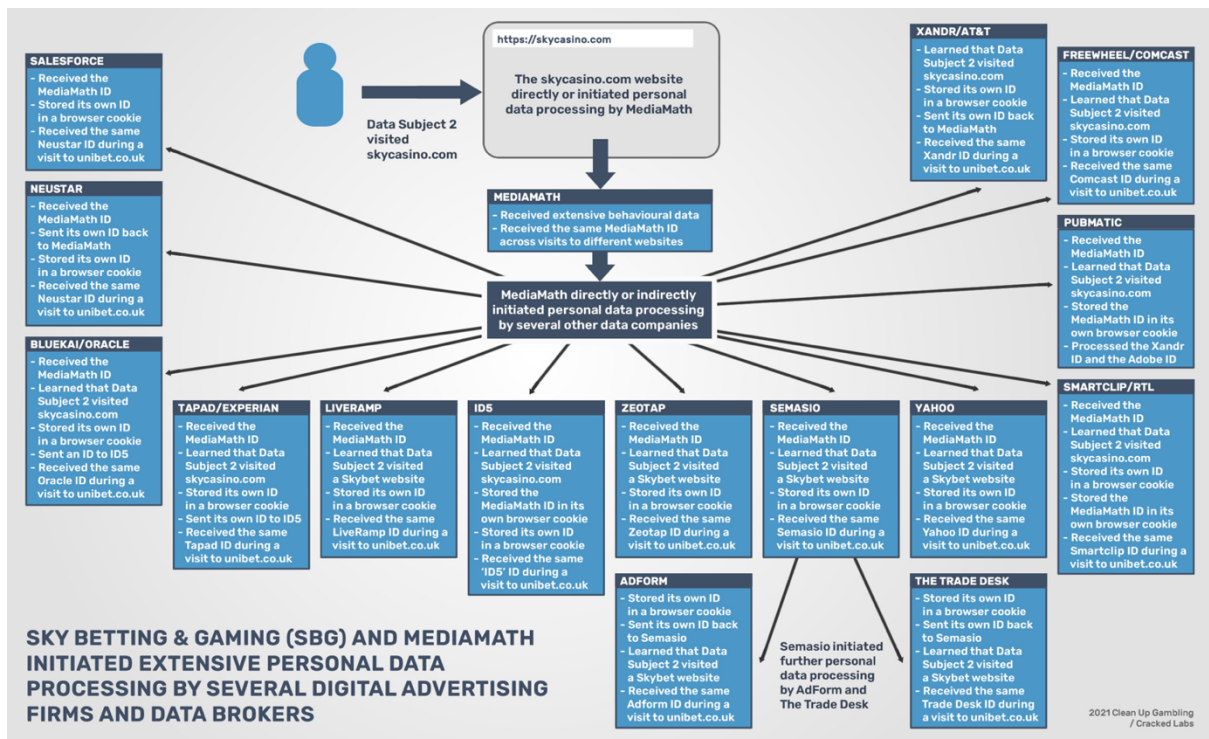 https://skycasino.com
The skycasino.com website
directly or initiated personal
data processing by MediaMath
Data Subject 2
visited
skycasino.com
MEDIAMATH
- Received extensive behavioural data
- Received the same MediaMath ID
across visits to different websites
MediaMath directly or indirectly
initiated personal data processing
by several other data companies
SALESFORCE
- Received the
MediaMath ID
- Stored its own ID
in a browser cookie
- Received the same
Neustar ID during a
visit to unibet.co.uk
NEUSTAR
- Received the
MediaMath ID
- Sent its own ID back
to MediaMath
- Stored its own ID
in a browser cookie
- Received the same
Neustar ID during a
visit to unibet.co.uk
BLUEKAI/ORACLE
- Received the
MediaMath ID
- Learned that Data
Subject 2 visited
skycasino.com
- Stored its own ID
in a browser cookie
- Sent an ID to ID5
- Received the same
Oracle ID during a
visit to unibet.co.uk
TAPAD/EXPERIAN
- Received the
MediaMath ID
- Learned that Data
Subject 2 visited
skycasino.com
- Stored its own ID
in a browser cookie
- Sent its own ID to ID5
- Received the same
Tapad ID during a
visit to unibet.co.uk
LIVERAMP
- Received the
MediaMath ID
- Learned that Data
Subject 2 visited
a Skybet website
- Stored its own ID
in a browser cookie
- Received the same
LiveRamp ID during a
visit to unibet.co.uk
ID5
- Received the
MediaMath ID
- Learned that Data
Subject 2 visited
skycasino.com
- Stored the
MediaMath ID in its
own browser cookie
- Stored its own ID
in a browser cookie
- Received the same
'ID5' ID during a
visit to unibet.co.uk
ZEOTAP
- Received the
MediaMath ID
- Learned that Data
Subject 2 visited
a Skybet website
- Stored its own ID
in a browser cookie
- Received the same
Zeotap ID during a
visit to unibet.co.uk
SEMASIO
- Received the
MediaMath ID
- Learned that Data
Subject 2 visited
a Skybet website
- Stored its own ID
in a browser cookie
- Received the same
Semasio ID during a
visit to unibet.co.uk
YAHOO
- Received the
MediaMath ID
- Learned that Data
Subject 2 visited
a Skybet website
- Stored its own ID
in a browser cookie
- Received the same
Yahoo ID during a
visit to unibet.co.uk
XANDR/AT&T
- Learned that Data
Subject 2 visited
skycasino.com
- Stored its own ID
in a browser cookie
- Sent its own ID back
to MediaMath
- Received the same
Xandr ID during a
visit to unibet.co.uk
FREEWHEEL/COMCAST
- Received the
MediaMath ID
- Learned that Data
Subject 2 visited
skycasino.com
- Stored its own ID
in a browser cookie
- Received the same
Comcast ID during a
visit to unibet.co.uk
PUBMATIC
- Received the
MediaMath ID
- Learned that Data
Subject 2 visited
skycasino.com
- Stored the
MediaMath ID in its
own browser cookie
- Processed the Xandr
ID and the Adobe ID
SMARTCLIP/RTL
- Received the
MediaMath ID
- Learned that Data
Subject 2 visited
skycasino.com
- Stored its own ID
in a browser cookie
- Stored the
MediaMath ID in its
own browser cookie
- Received the same
Smartclip ID during a
visit to unibet.co.uk
ADFORM
- Stored its own ID
in a browser cookie
- Sent its own ID back
to Semasio
- Learned that Data
Subject 2 visited
a Skybet website
- Received the same
Adform ID during a
visit to unibet.co.uk
Semasio initiated
further personal
data processing
by AdForm and
The Trade Desk
THE TRADE DESK
- Stored its own ID
in a browser cookie
- Sent its own ID back
to Semasio
- Learned that Data
Subject 2 visited
a Skybet website
- Received the same
Trade Desk ID during
a visit to unibet.co.uk
SKY BETTING & GAMING (SBG) AND MEDIAMATH
INITIATED EXTENSIVE PERSONAL DATA
PROCESSING BY SEVERAL DIGITAL ADVERTISING
FIRMS AND DATA BROKERS
2021 Clean Up Gambling
/ Cracked Labs